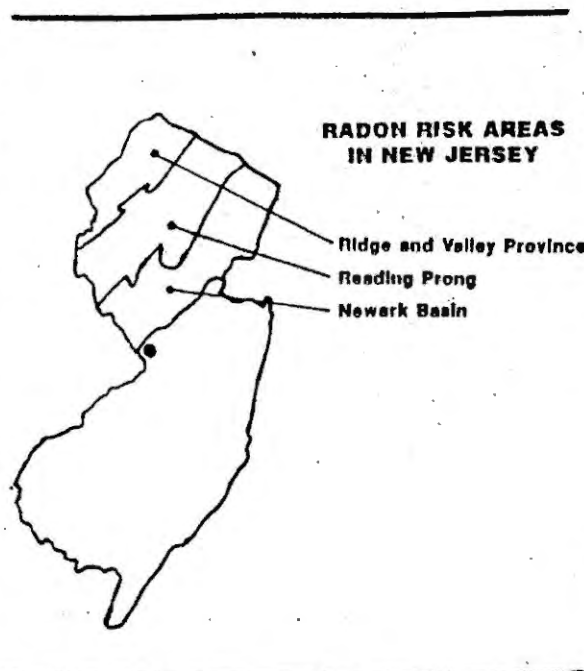 RADON RISK AREAS
IN NEW JERSEY
Ridge and Valley Province
Reading Prong
Newark Basin